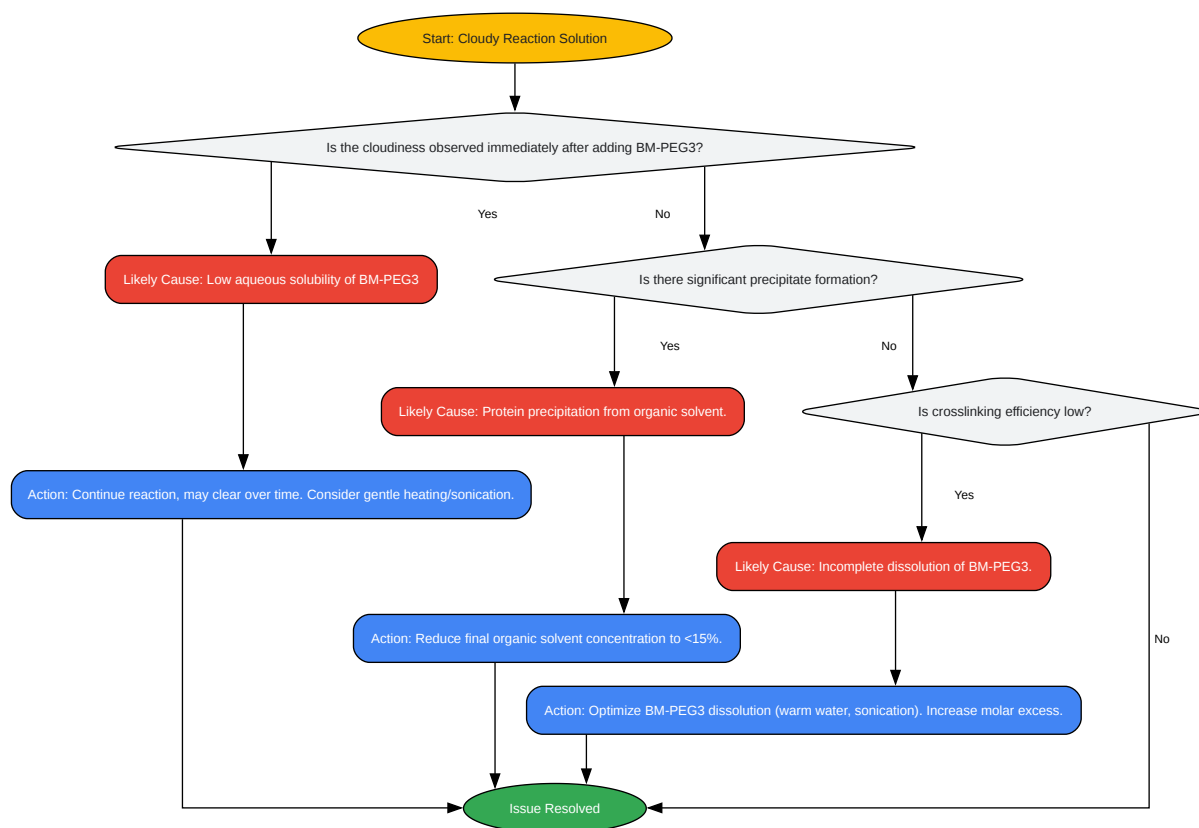 Start: Cloudy Reaction Solution
Is the cloudiness observed immediately after adding BM-PEG3?
Yes
No
Likely Cause: Low aqueous solubility of BM-PEG3
Is there significant precipitate formation?
Yes
No
Likely Cause: Protein precipitation from organic solvent.
Is crosslinking efficiency low?
Action: Continue reaction, may clear over time. Consider gentle heating/sonication.
Yes
Likely Cause: Incomplete dissolution of BM-PEG3.
Action: Reduce final organic solvent concentration to <15%.
No
Action: Optimize BM-PEG3 dissolution (warm water, sonication). Increase molar excess.
Issue Resolved